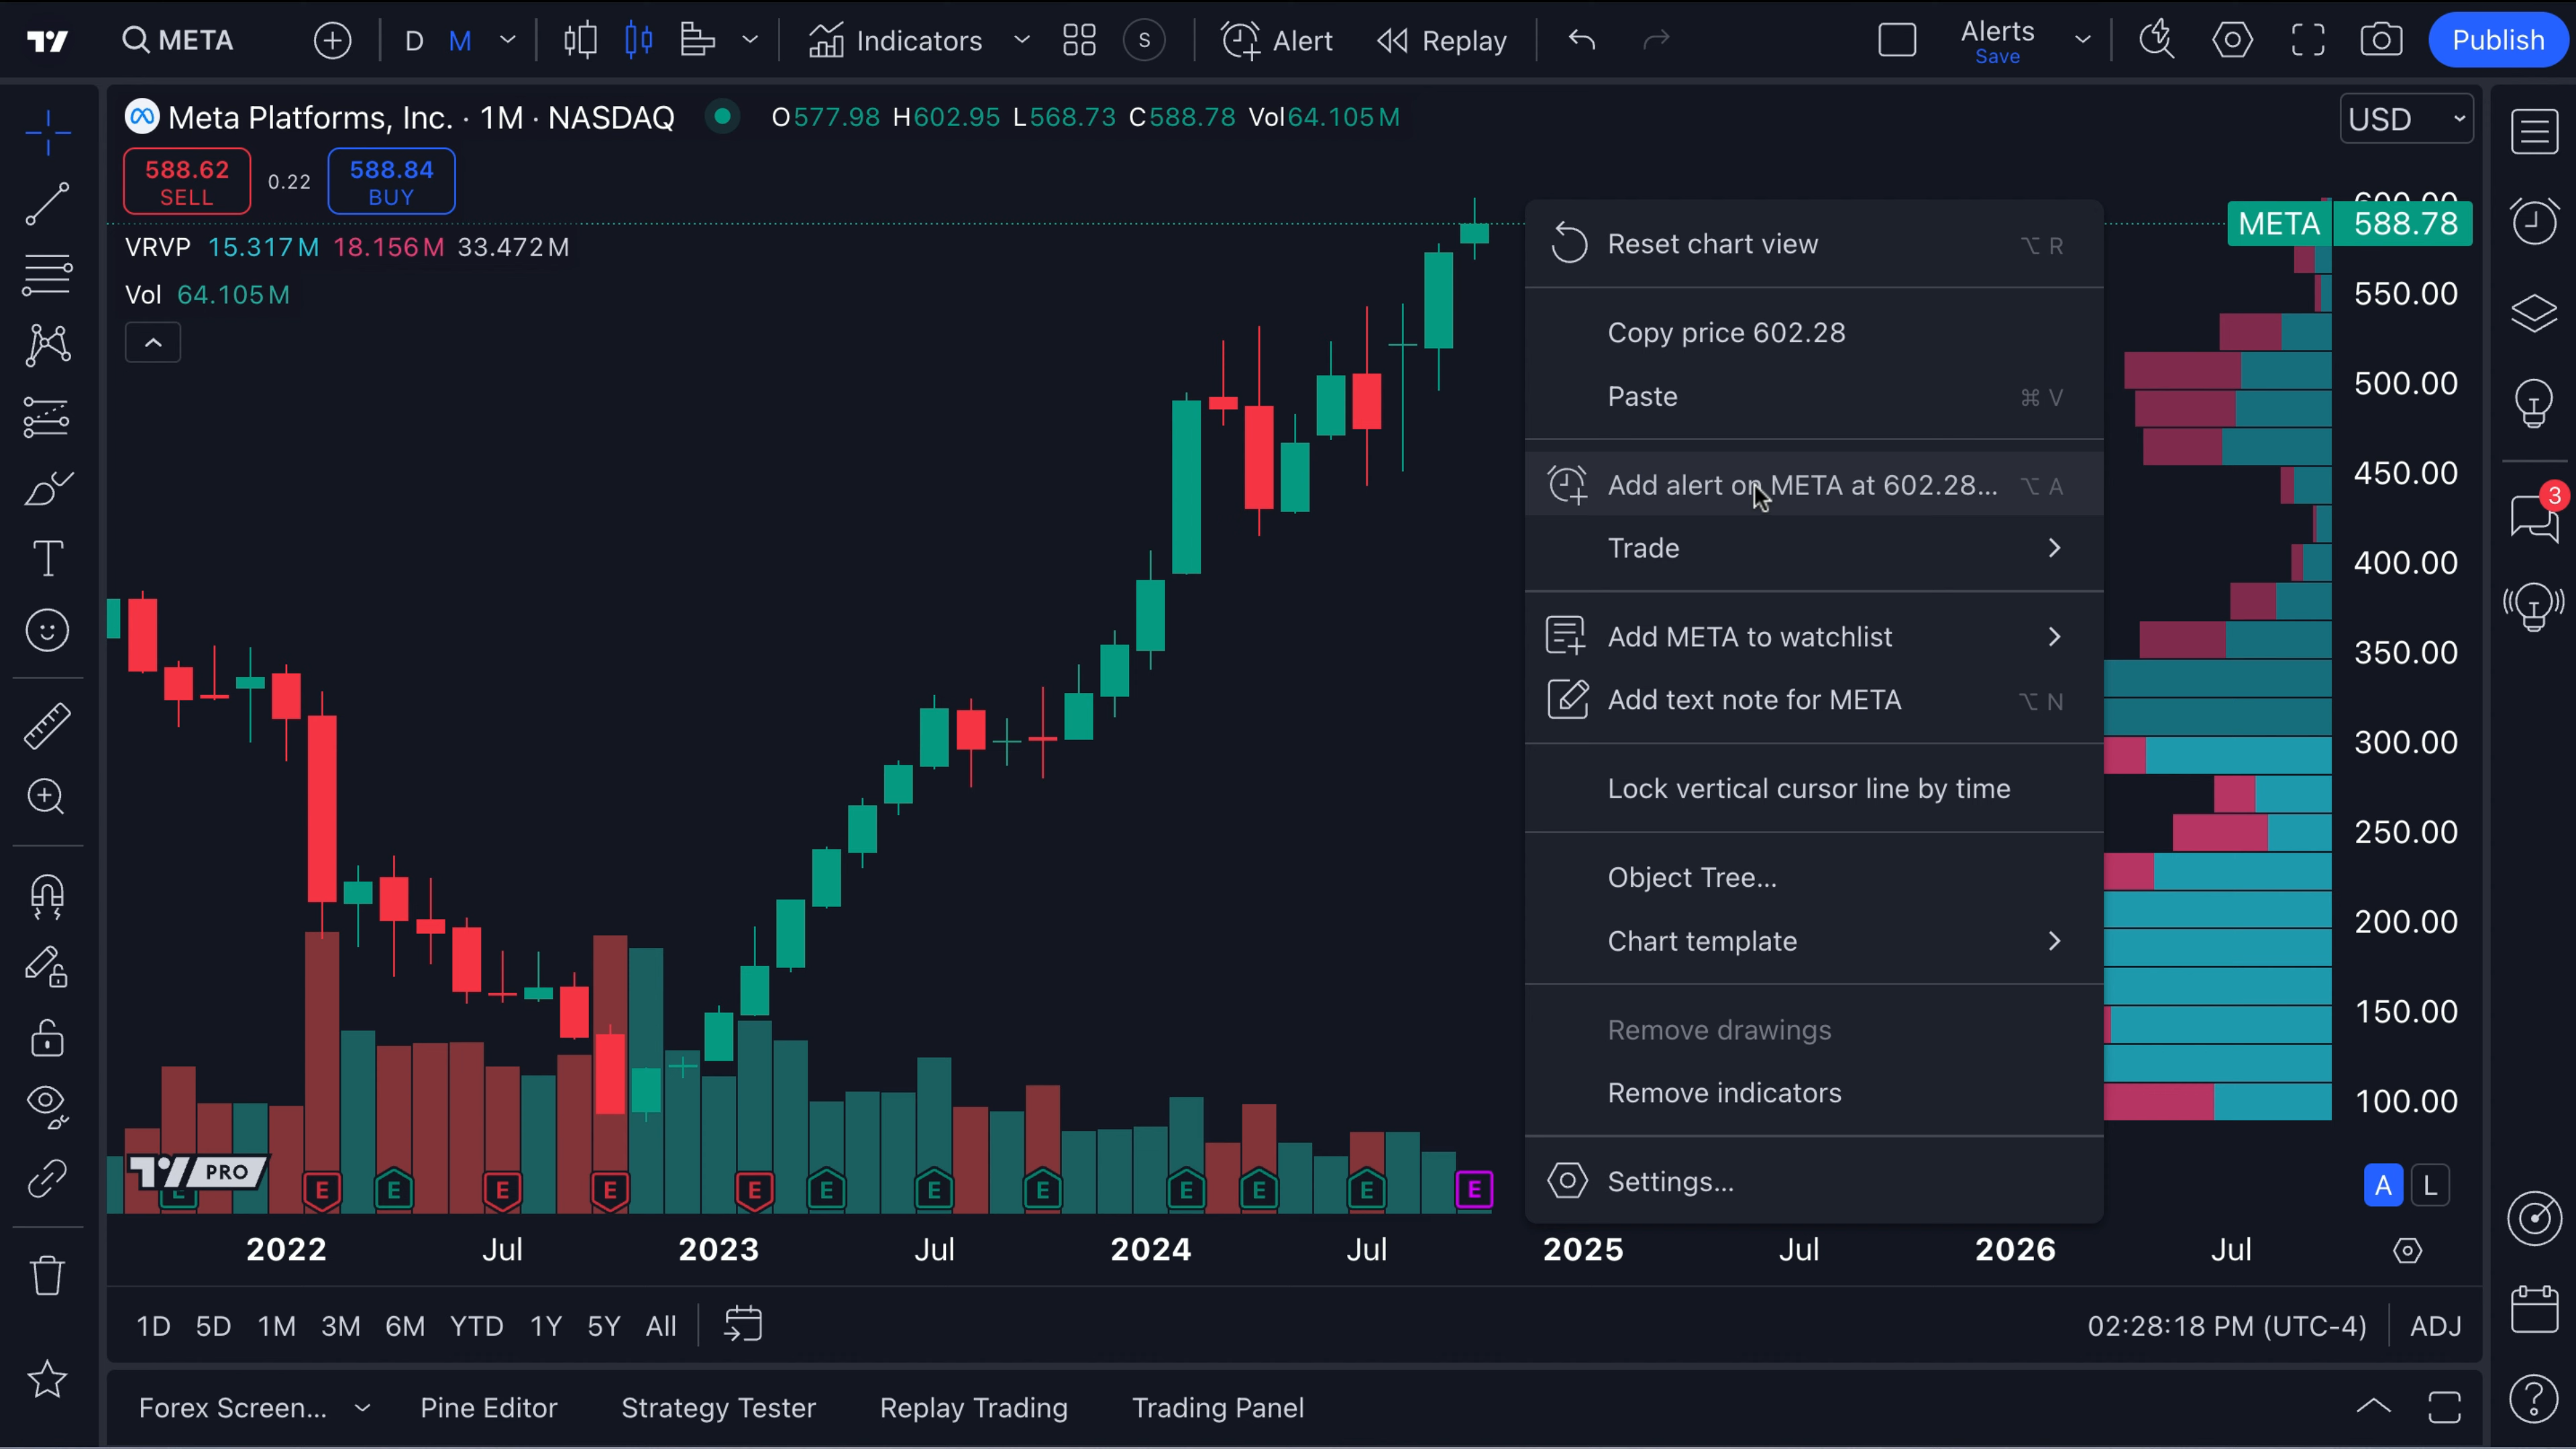 META
D
M
Indicators
S
Alert
Replay
Alerts
Save
Publish
Meta Platforms, Inc. · 1M · NASDAQ
O577.98 H602.95 L568.73 C588.78 Vol64.105M
USD
588.62
SELL
0.22
588.84
BUY
VRVP 15.317M 18.156M 33.472M
Vol 64.105M
Reset chart view ⌥ R
Copy price 602.28
Paste ⌘ V
Add alert on META at 602.28... ⌥ A
Trade
Add META to watchlist
Add text note for META ⌥ N
Lock vertical cursor line by time
Object Tree...
Chart template
Remove drawings
Remove indicators
Settings...
600.00
META 588.78
550.00
500.00
450.00
400.00
350.00
300.00
250.00
200.00
150.00
100.00
3
T
PRO
E
E
E
E
E
E
E
E
E
E
E
E
E
A
L
2022
Jul
2023
Jul
2024
Jul
2025
Jul
2026
Jul
1D 5D 1M 3M 6M YTD 1Y 5Y All
02:28:18 PM (UTC-4)
ADJ
Forex Screen...
Pine Editor
Strategy Tester
Replay Trading
Trading Panel